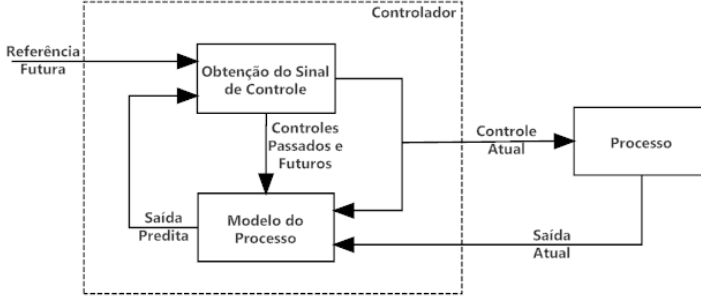 Controlador
Referência
Futura
Obtenção do Sinal
de Controle
Controles
Passados e
Futuros
Controle
Atual
Processo
Saída
Predita
Modelo do
Processo
Saída
Atual